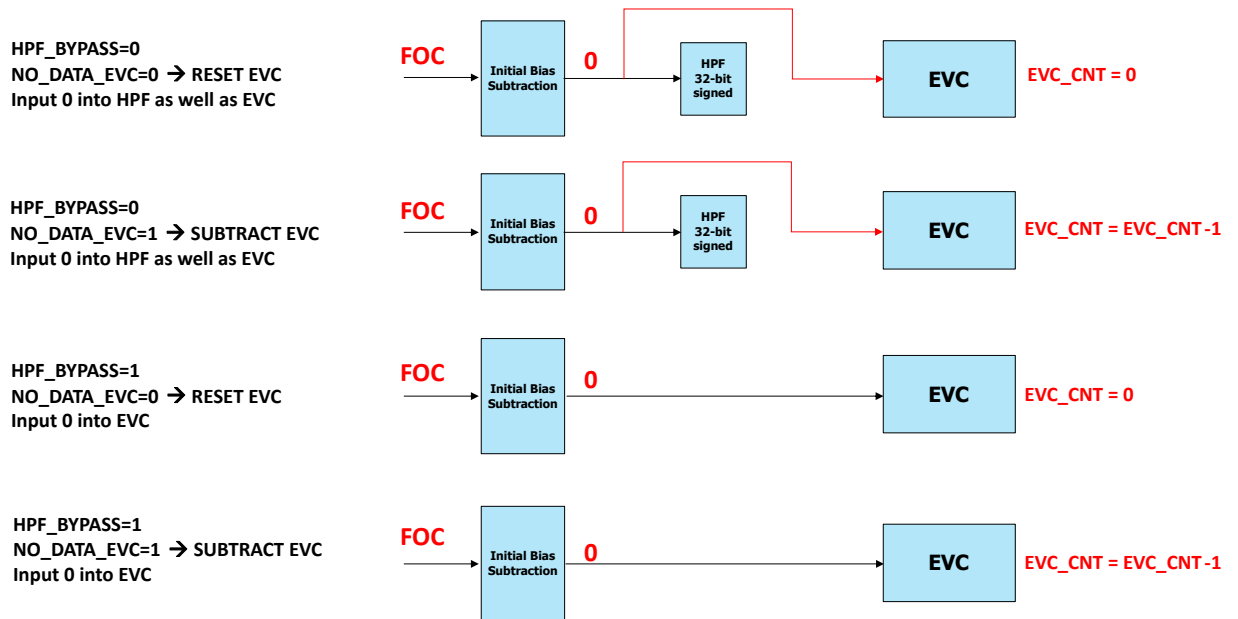 HPF_BYPASS=0
NO_DATA_EVC=0 → RESET EVC
Input 0 into HPF as well as EVC
FOC
Initial Bias
Subtraction
0
HPF
32-bit
signed
EVC
EVC_CNT = 0
HPF_BYPASS=0
NO_DATA_EVC=1 → SUBTRACT EVC
Input 0 into HPF as well as EVC
FOC
Initial Bias
Subtraction
0
HPF
32-bit
signed
EVC
EVC_CNT = EVC_CNT -1
HPF_BYPASS=1
NO_DATA_EVC=0 → RESET EVC
Input 0 into EVC
FOC
Initial Bias
Subtraction
0
EVC
EVC_CNT = 0
HPF_BYPASS=1
NO_DATA_EVC=1 → SUBTRACT EVC
Input 0 into EVC
FOC
Initial Bias
Subtraction
0
EVC
EVC_CNT = EVC_CNT -1